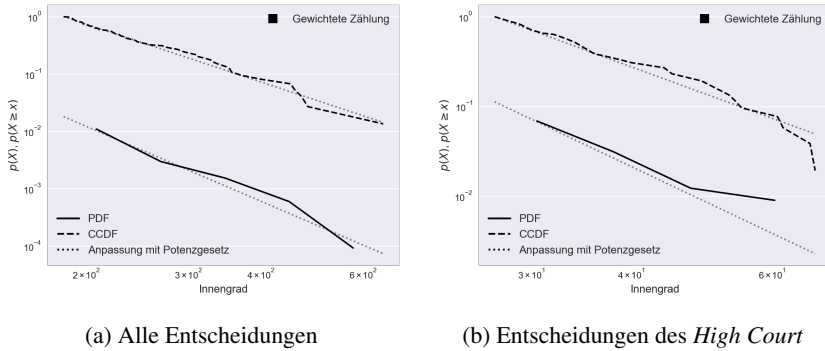 Gewichtete Zählung
10⁰
10⁻¹
10⁻²
10⁻³
10⁻⁴
p(X), p(X ≥ x)
PDF
CCDF
Anpassung mit Potenzgesetz
2 × 10²
3 × 10²
4 × 10²
6 × 10²
Innengrad
(a) Alle Entscheidungen
Gewichtete Zählung
10⁰
10⁻¹
10⁻²
p(X), p(X ≥ x)
PDF
CCDF
Anpassung mit Potenzgesetz
3 × 10¹
4 × 10¹
6 × 10¹
Innengrad
(b) Entscheidungen des High Court